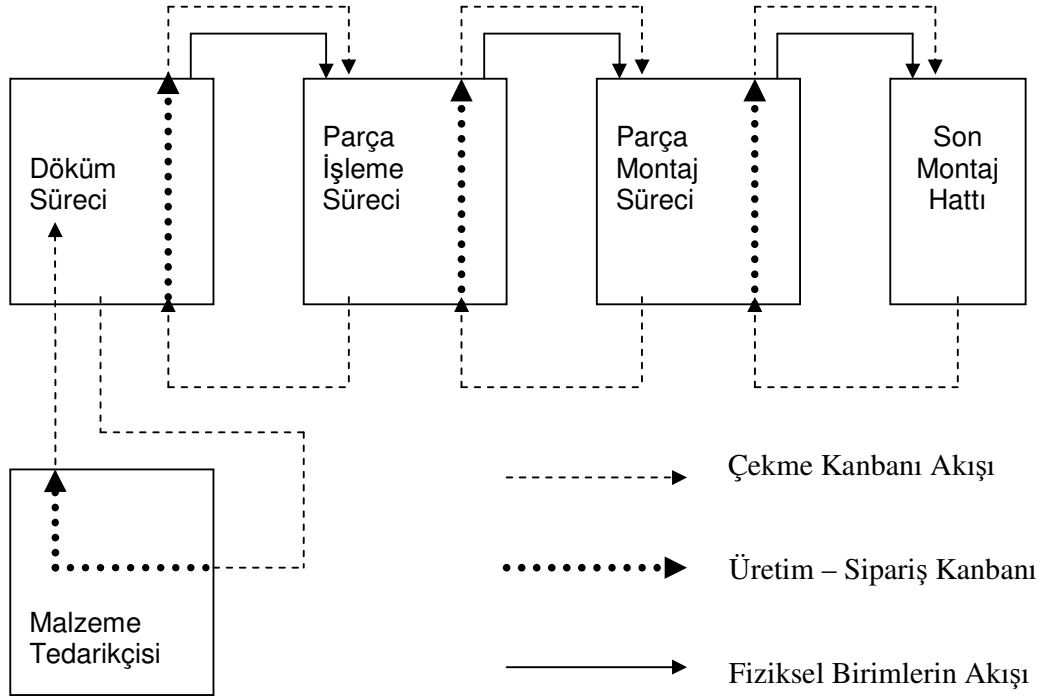 Döküm
Süreci
Parça
İşleme
Süreci
Parça
Montaj
Süreci
Son
Montaj
Hattı
Malzeme
Tedarikçisi
Çekme Kanbanı Akışı
Üretim – Sipariş Kanbanı
Fiziksel Birimlerin Akışı